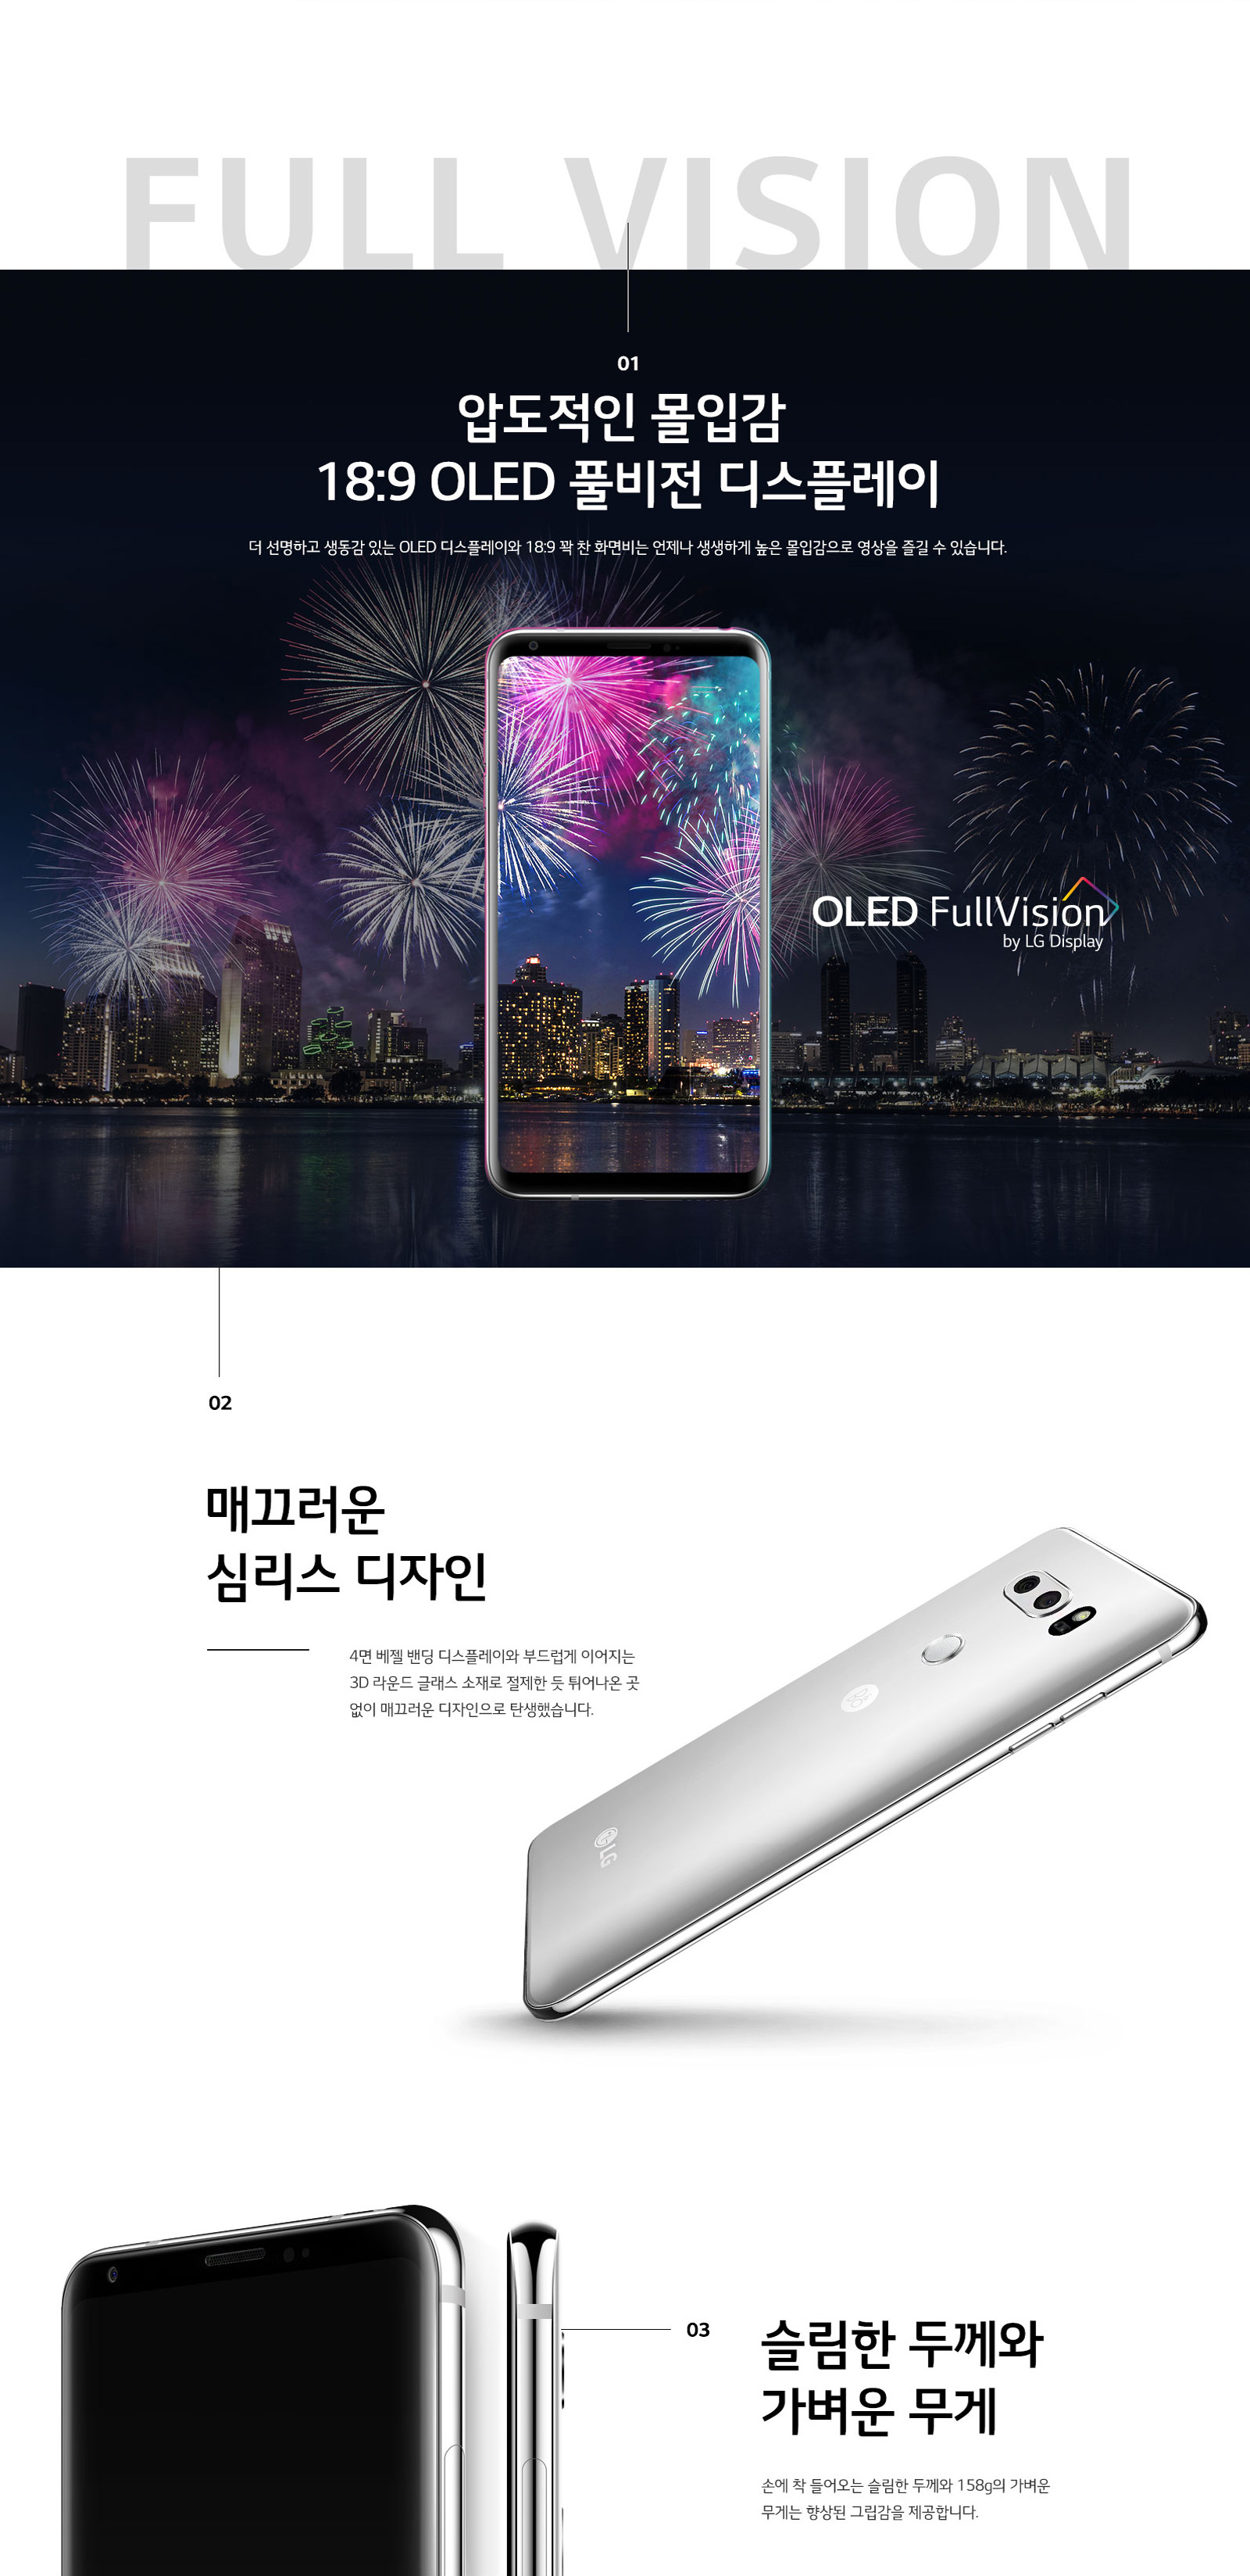 FULL VISION
01
압도적인 몰입감
18:9 OLED 풀비전 디스플레이
더 선명하고 생동감 있는 OLED 디스플레이와 18:9 꽉 찬 화면비는 언제나 생생하게 높은 몰입감으로 영상을 즐길 수 있습니다.
OLED FullVision
by LG Display
02
매끄러운
심리스 디자인
4면 베젤 밴딩 디스플레이와 부드럽게 이어지는
3D 라운드 글래스 소재로 절제한 듯 튀어나온 곳
없이 매끄러운 디자인으로 탄생했습니다.
LG
03
슬림한 두께와
가벼운 무게
손에 착 들어오는 슬림한 두께와 158g의 가벼운
무게는 향상된 그립감을 제공합니다.